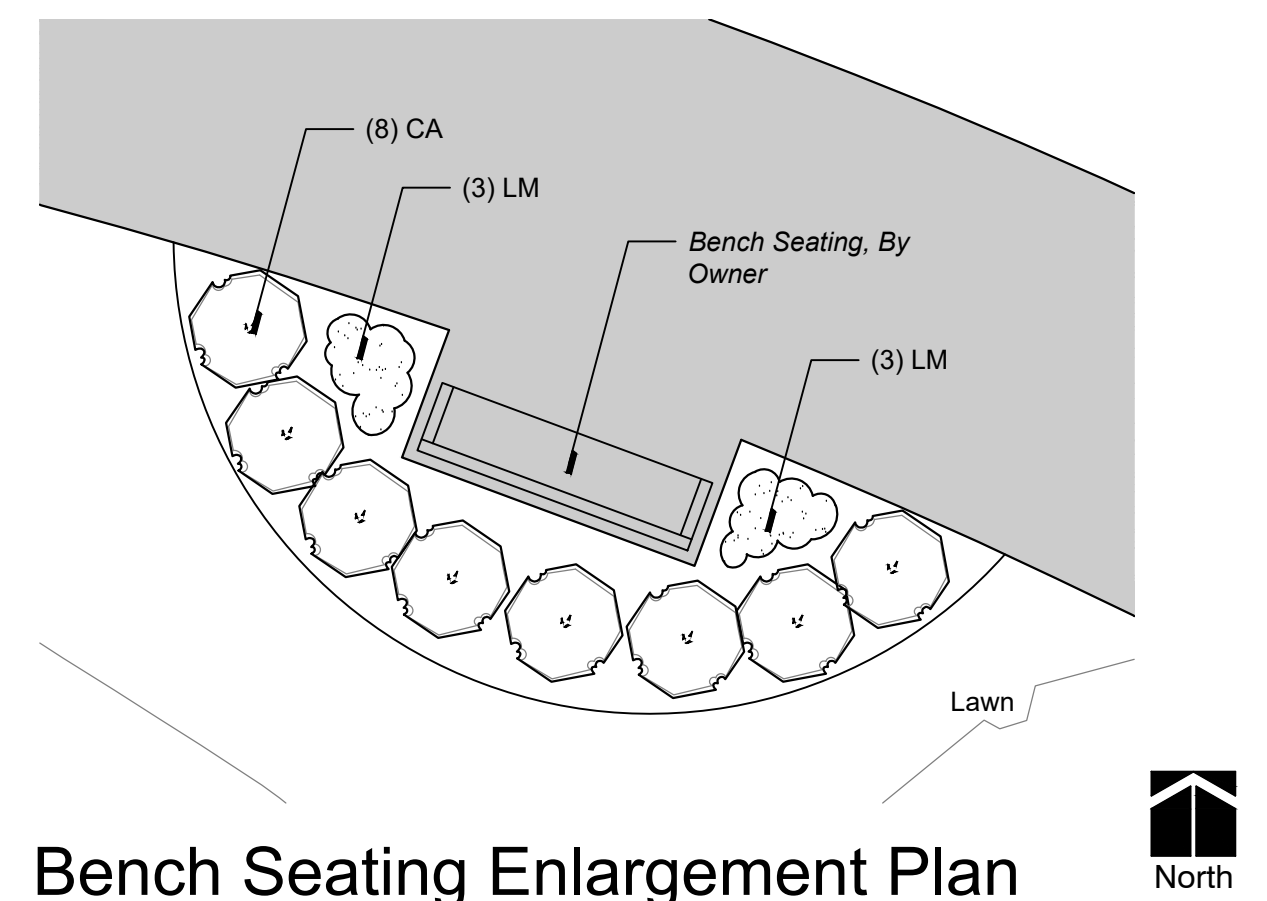 (8) CA
(3) LM
Bench Seating, By
Owner
(3) LM
Lawn
Bench Seating Enlargement Plan
North